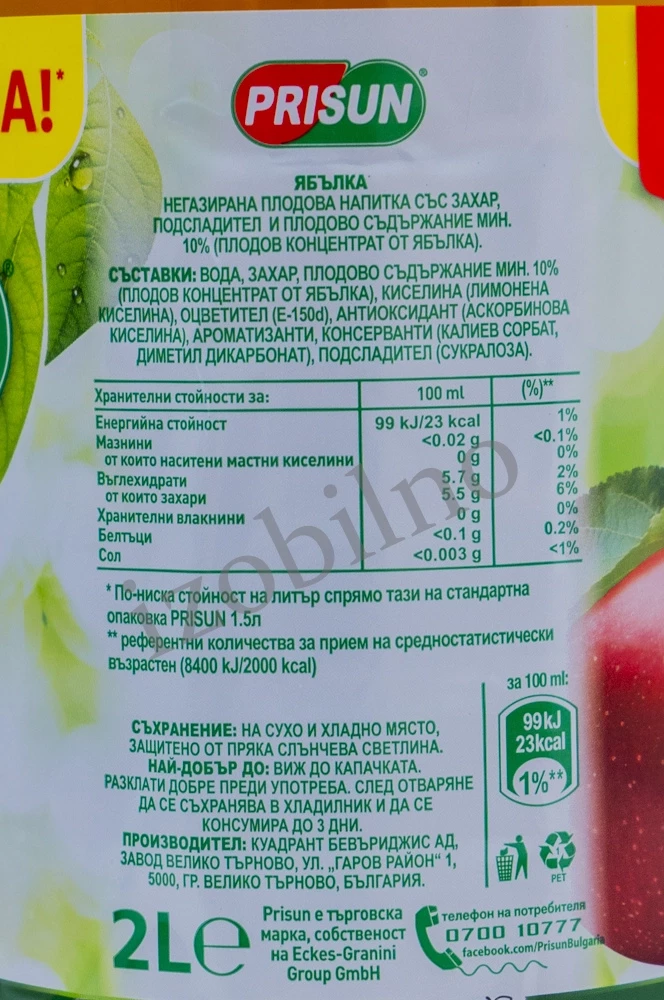 А!*
PRISUN®
ЯБЪЛКА
НЕГАЗИРАНА ПЛОДОВА НАПИТКА СЪС ЗАХАР,
ПОДСЛАДИТЕЛ И ПЛОДОВО СЪДЪРЖАНИЕ МИН.
10% (ПЛОДОВ КОНЦЕНТРАТ ОТ ЯБЪЛКА).
СЪСТАВКИ: ВОДА, ЗАХАР, ПЛОДОВО СЪДЪРЖАНИЕ МИН. 10%
(ПЛОДОВ КОНЦЕНТРАТ ОТ ЯБЪЛКА), КИСЕЛИНА (ЛИМОНЕНА
КИСЕЛИНА), ОЦВЕТИТЕЛ (Е-150d), АНТИОКСИДАНТ (АСКОРБИНОВА
КИСЕЛИНА), АРОМАТИЗАНТИ, КОНСЕРВАНТИ (КАЛИЕВ СОРБАТ,
ДИМЕТИЛ ДИКАРБОНАТ), ПОДСЛАДИТЕЛ (СУКРАЛОЗА).
Хранителни стойности за: 100 ml (%)**
Енергийна стойност 99 kJ/23 kcal 1%
Мазнини <0.02 g <0.1%
от които наситени мастни киселини 0 g 0%
Въглехидрати 5.7 g 2%
от които захари 5.5 g 6%
Хранителни влакнини 0 g 0%
Белтъци <0.1 g 0.2%
Сол <0.003 g <1%
izobilno
* По-ниска стойност на литър спрямо тази на стандартна
опаковка PRISUN 1.5л
** референтни количества за прием на средностатистически
възрастен (8400 kJ/2000 kcal)
за 100 ml:
99 kJ
23kcal
1%**
СЪХРАНЕНИЕ: НА СУХО И ХЛАДНО МЯСТО,
ЗАЩИТЕНО ОТ ПРЯКА СЛЪНЧЕВА СВЕТЛИНА.
НАЙ-ДОБЪР ДО: ВИЖ ДО КАПАЧКАТА.
РАЗКЛАТИ ДОБРЕ ПРЕДИ УПОТРЕБА. СЛЕД ОТВАРЯНЕ
ДА СЕ СЪХРАНЯВА В ХЛАДИЛНИК И ДА СЕ
КОНСУМИРА ДО 3 ДНИ.
ПРОИЗВОДИТЕЛ: КУАДРАНТ БЕВЪРИДЖИС АД,
ЗАВОД ВЕЛИКО ТЪРНОВО, УЛ. „ГАРОВ РАЙОН“ 1,
5000, ГР. ВЕЛИКО ТЪРНОВО, БЪЛГАРИЯ.
1
PET
2L℮
Prisun е търговска
марка, собственост
на Eckes-Granini
Group GmbH
телефон на потребителя
0700 10777
facebook.com/PrisunBulgaria